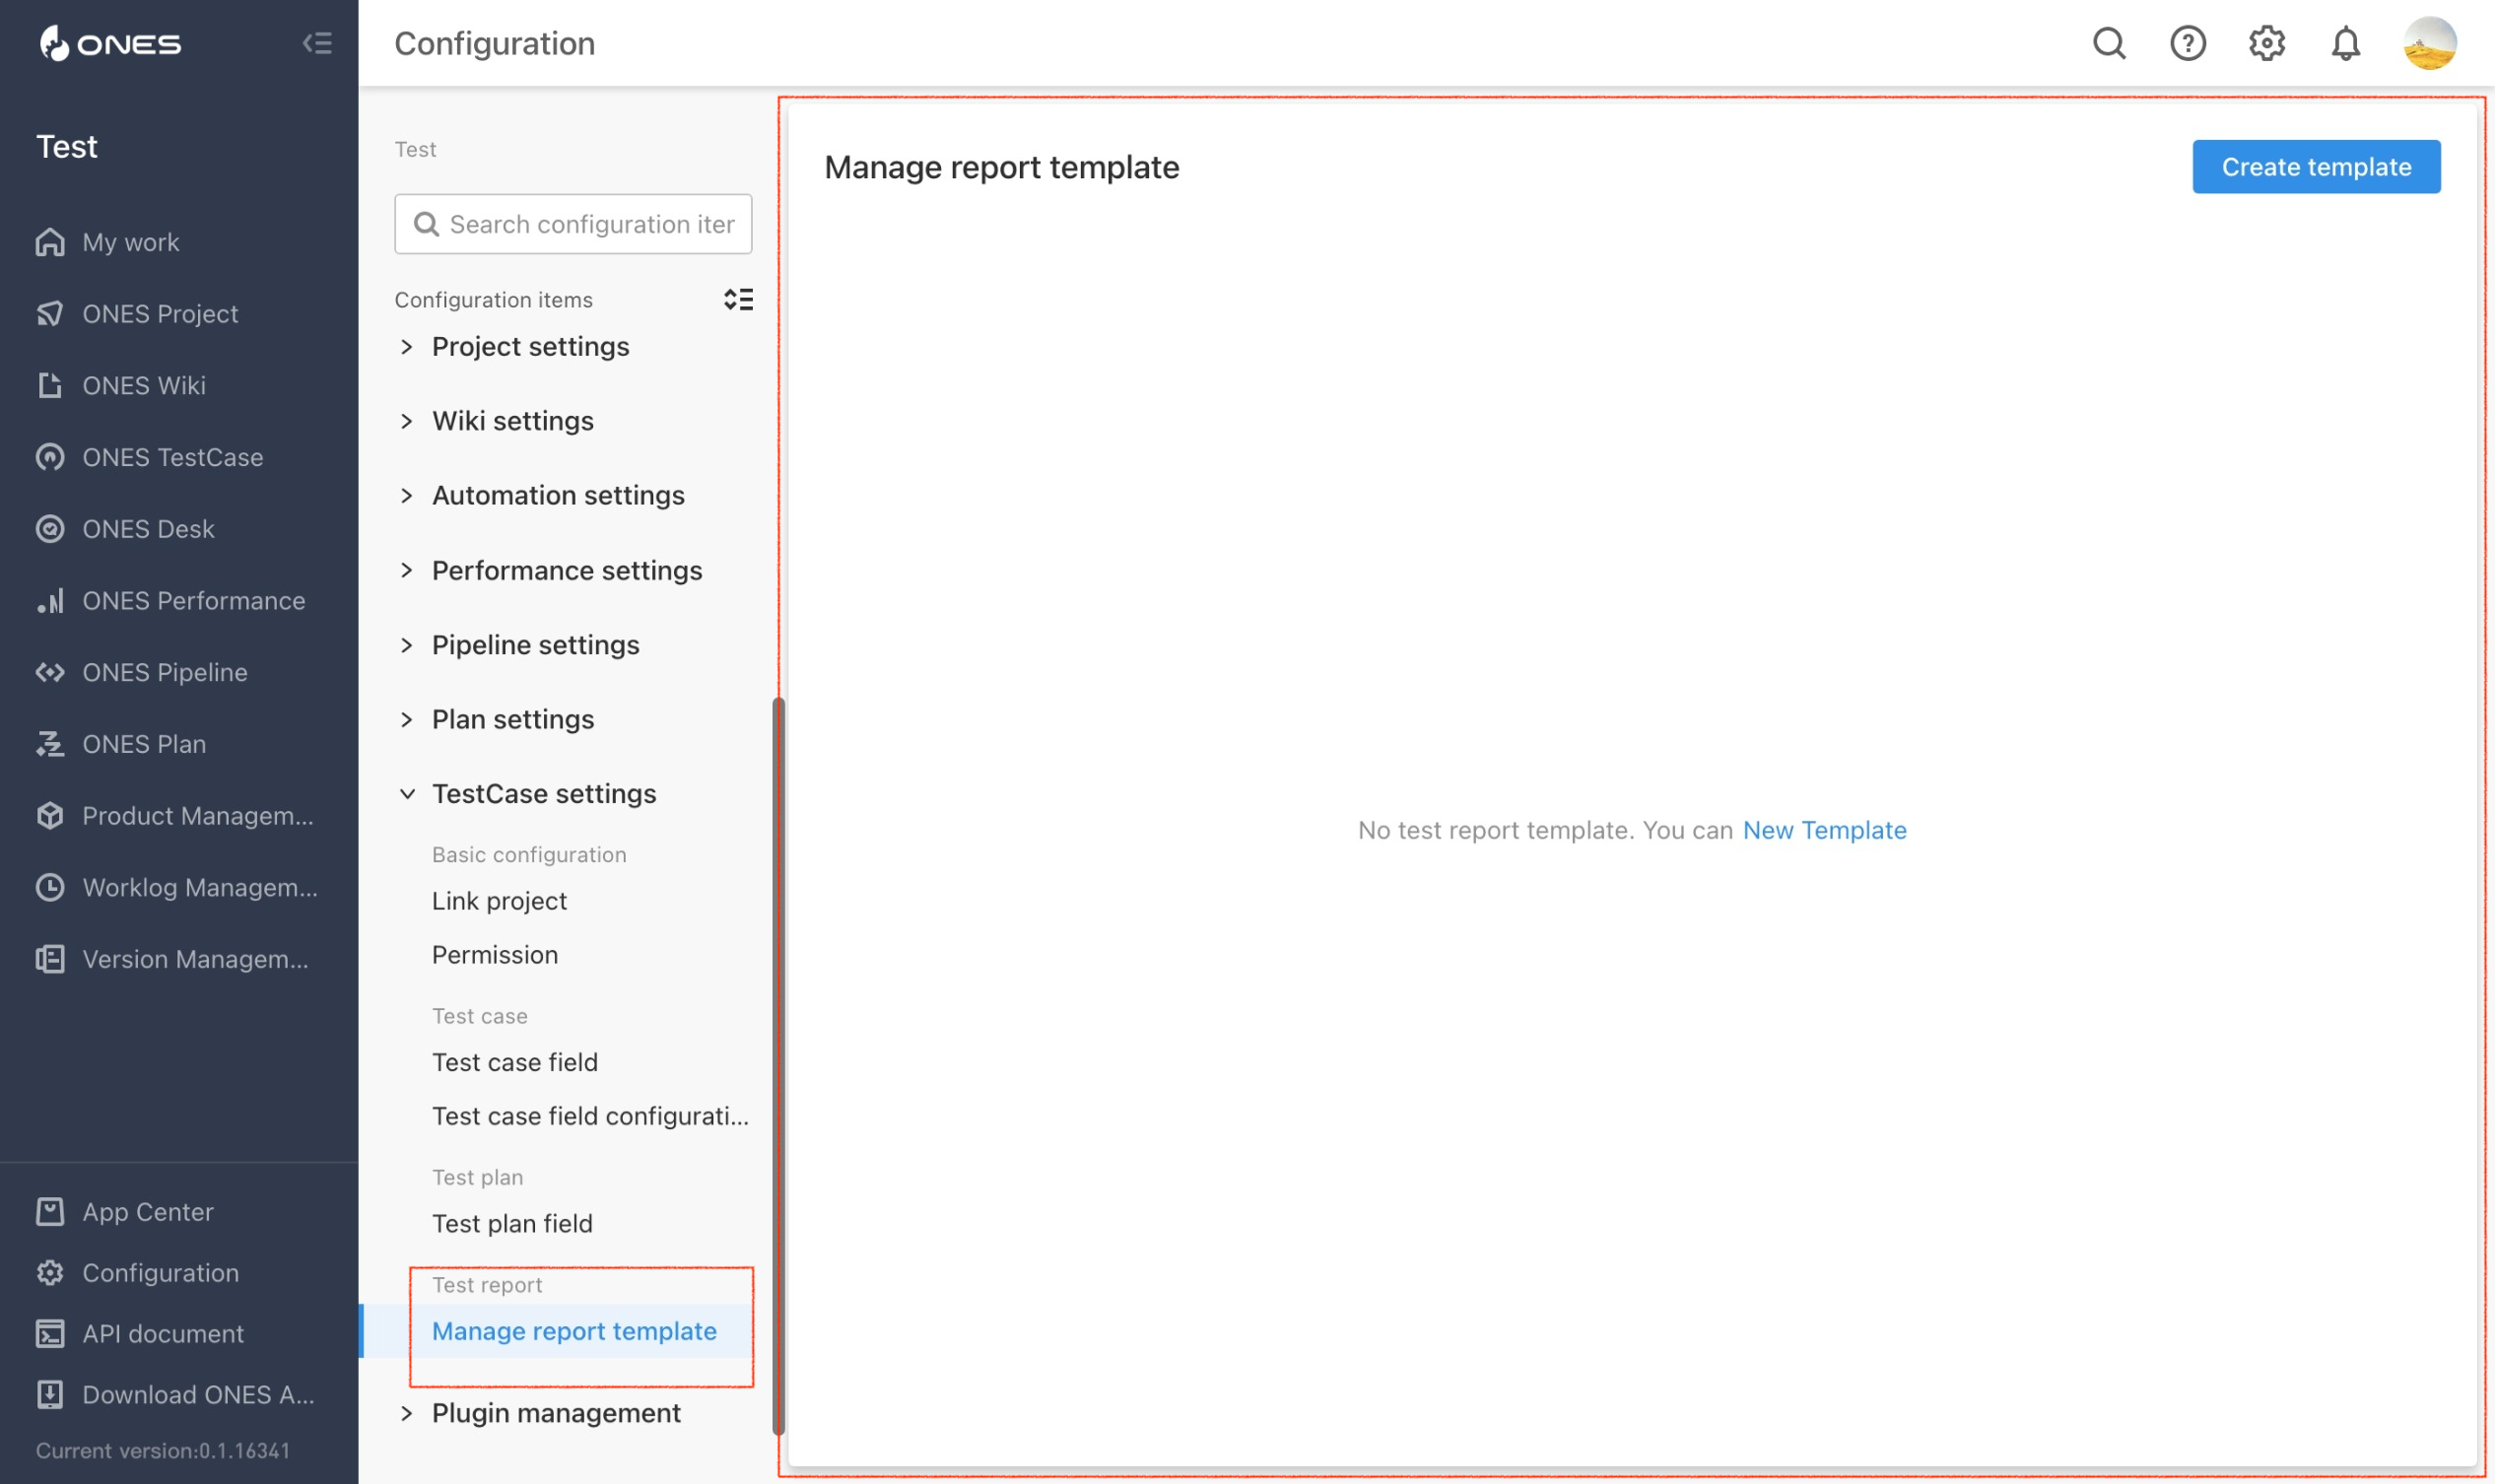 ONES
Test
My work
ONES Project
ONES Wiki
ONES TestCase
ONES Desk
ONES Performance
ONES Pipeline
ONES Plan
Product Managem...
Worklog Managem...
Version Managem...
App Center
Configuration
API document
Download ONES A...
Current version:0.1.16341
Configuration
Test
Search configuration iter
Configuration items
Project settings
Wiki settings
Automation settings
Performance settings
Pipeline settings
Plan settings
TestCase settings
Basic configuration
Link project
Permission
Test case
Test case field
Test case field configurati...
Test plan
Test plan field
Test report
Manage report template
Plugin management
Manage report template
Create template
No test report template. You can New Template